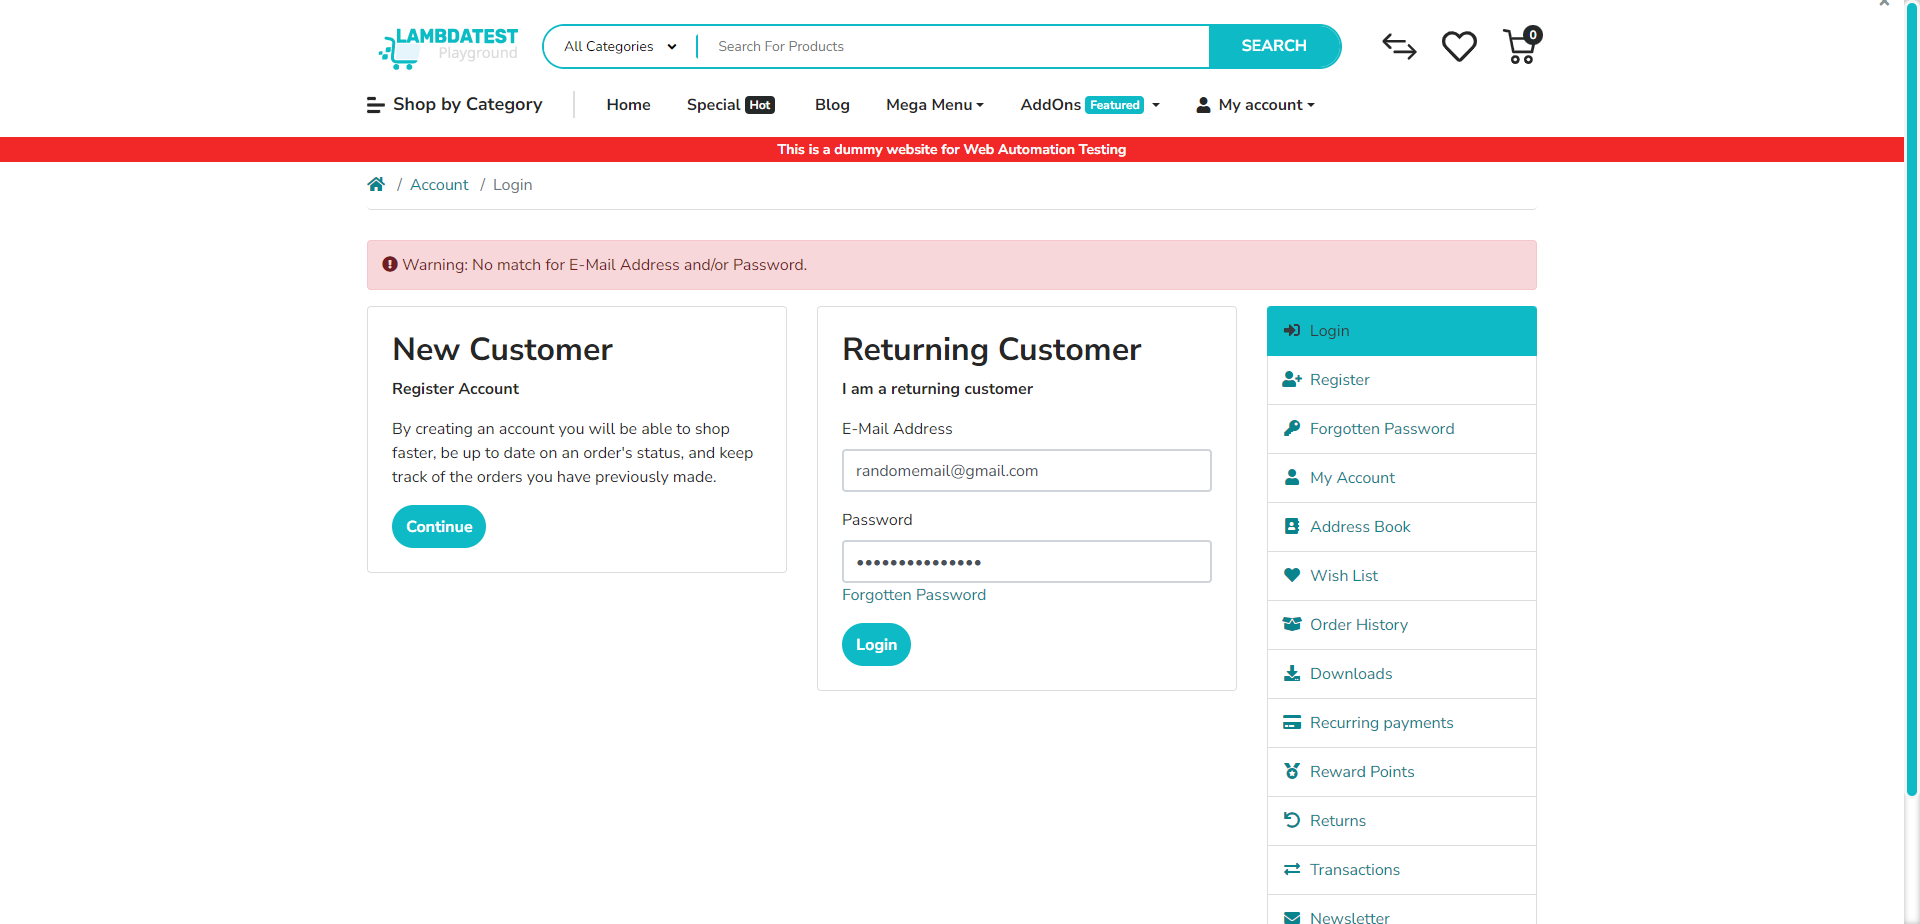 LAMBDATEST
Playground
All Categories
Search For Products
SEARCH
0
Shop by Category
Home
Special Hot
Blog
Mega Menu
AddOns Featured
My account
This is a dummy website for Web Automation Testing
/ Account / Login
Warning: No match for E-Mail Address and/or Password.
New Customer
Register Account
By creating an account you will be able to shop
faster, be up to date on an order's status, and keep
track of the orders you have previously made.
Continue
Returning Customer
I am a returning customer
E-Mail Address
randomemail@gmail.com
Password
•••••••••••••••
Forgotten Password
Login
Login
Register
Forgotten Password
My Account
Address Book
Wish List
Order History
Downloads
Recurring payments
Reward Points
Returns
Transactions
Newsletter